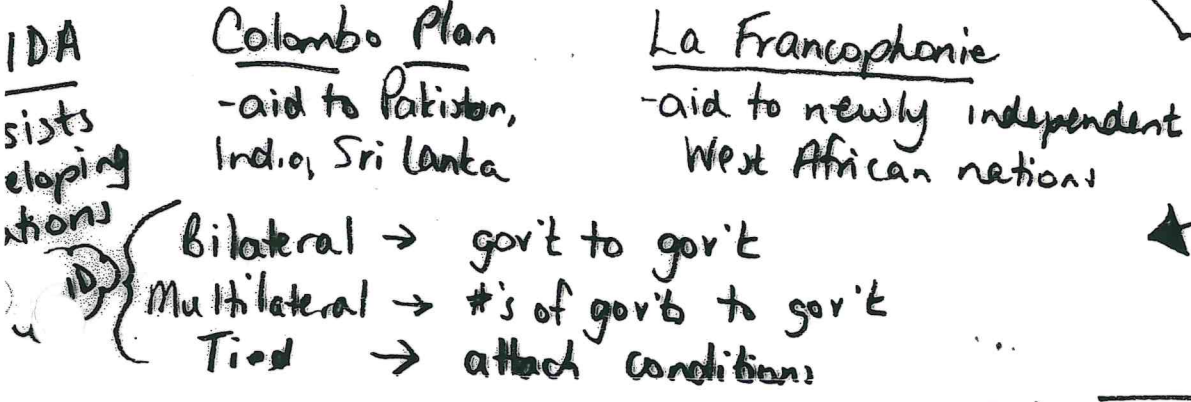 IDA
sists
eloping
tions
Colombo Plan
-aid to Pakistan,
India, Sri Lanka
La Francophonie
-aid to newly independent
West African nations
ID
Bilateral → gov't to gov't
Multilateral → #'s of gov'ts to gov't
Tied → attach conditions